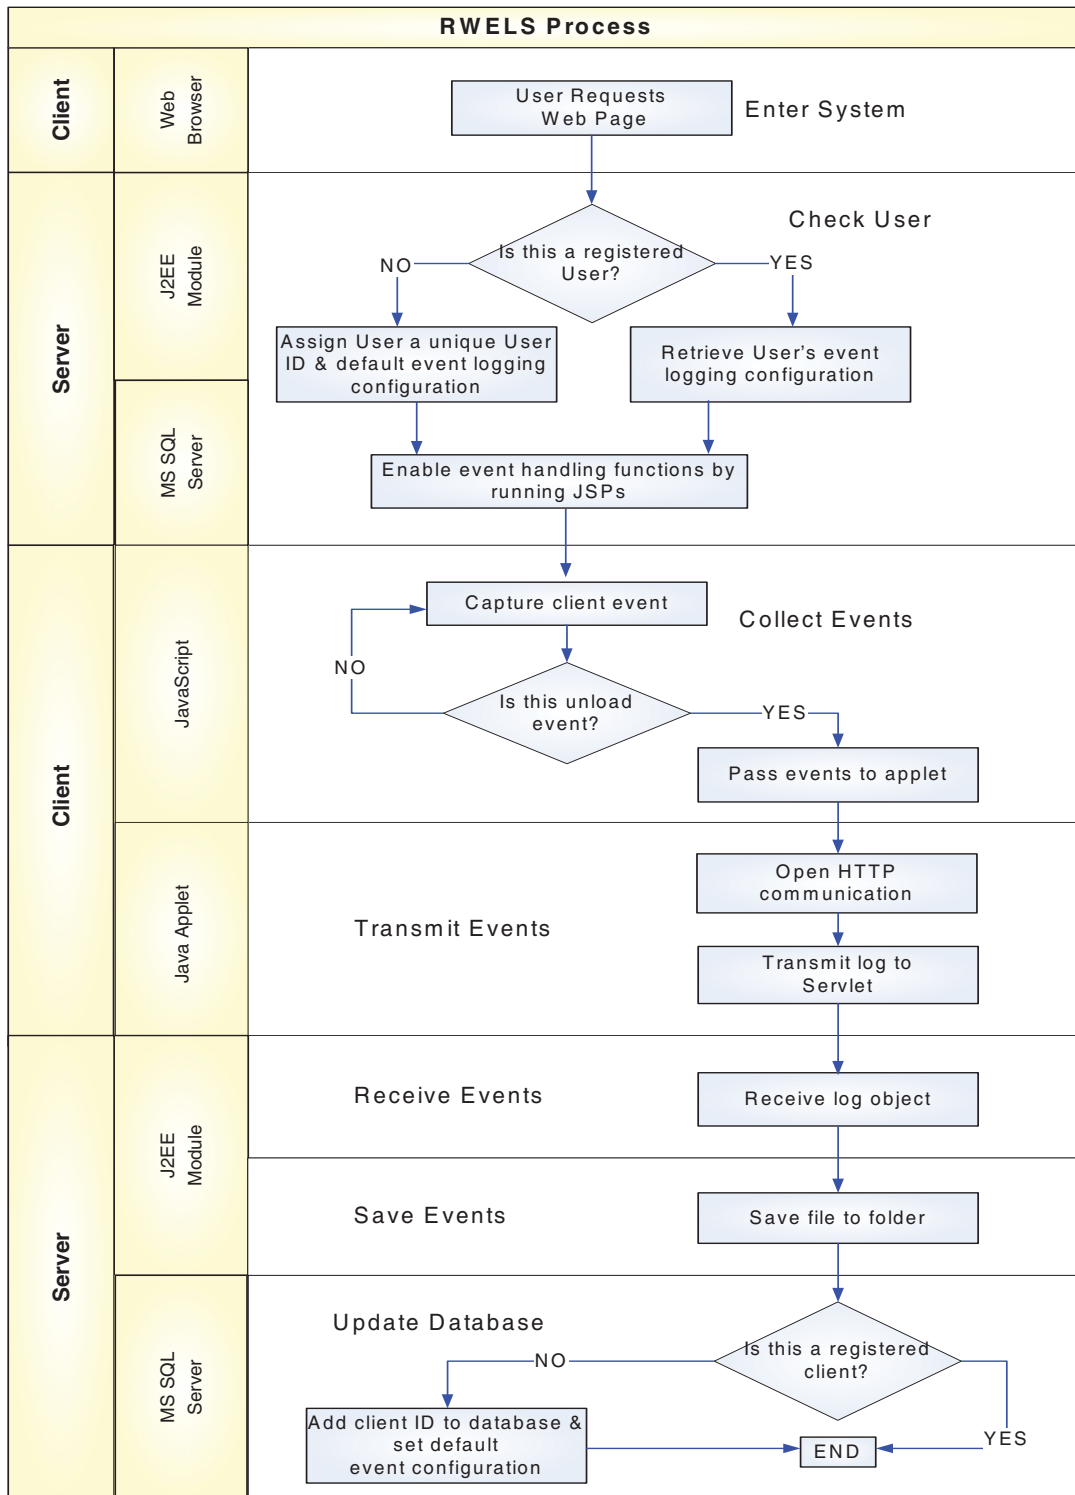 RWELS Process
Client
Web
Browser
User Requests
Web Page
Enter System
Server
J2EE
Module
Check User
Is this a registered
User?
NO
YES
Assign User a unique User
ID & default event logging
configuration
Retrieve User's event
logging configuration
MS SQL
Server
Enable event handling functions by
running JSPs
Client
JavaScript
Capture client event
Collect Events
NO
Is this unload
event?
YES
Pass events to applet
Java Applet
Open HTTP
communication
Transmit Events
Transmit log to
Servlet
Server
J2EE
Module
Receive Events
Receive log object
Save Events
Save file to folder
MS SQL
Server
Update Database
Is this a registered
client?
NO
YES
Add client ID to database &
set default
event configuration
END